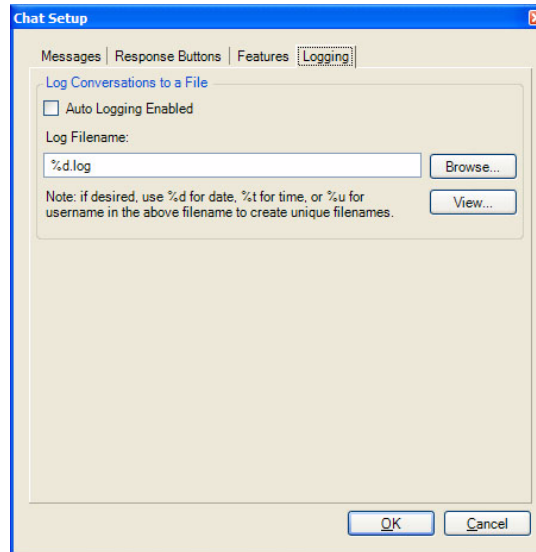 Chat Setup
Messages | Response Buttons | Features | Logging
Log Conversations to a File
Auto Logging Enabled
Log Filename:
%d.log
Browse...
Note: if desired, use %d for date, %t for time, or %u for
username in the above filename to create unique filenames.
View...
OK
Cancel